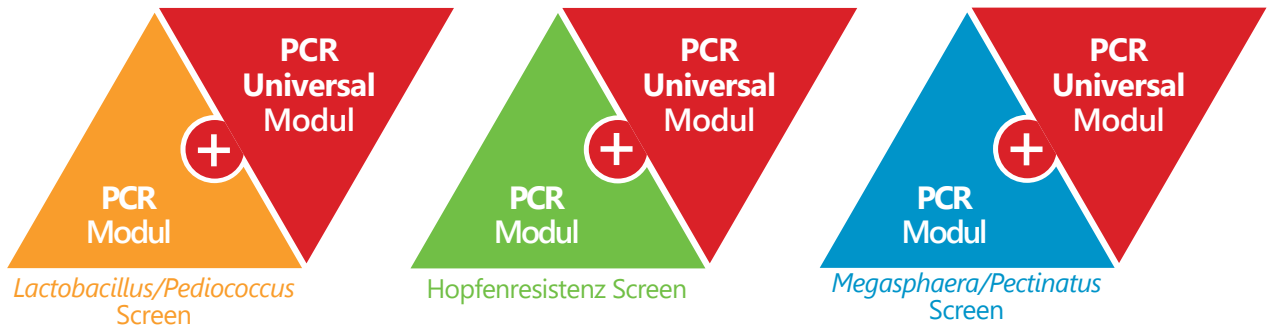 PCR
Universal
Modul
PCR
Modul
Lactobacillus/Pediococcus
Screen
PCR
Universal
Modul
PCR
Modul
Hopfenresistenz Screen
PCR
Universal
Modul
PCR
Modul
Megasphaera/Pectinatus
Screen